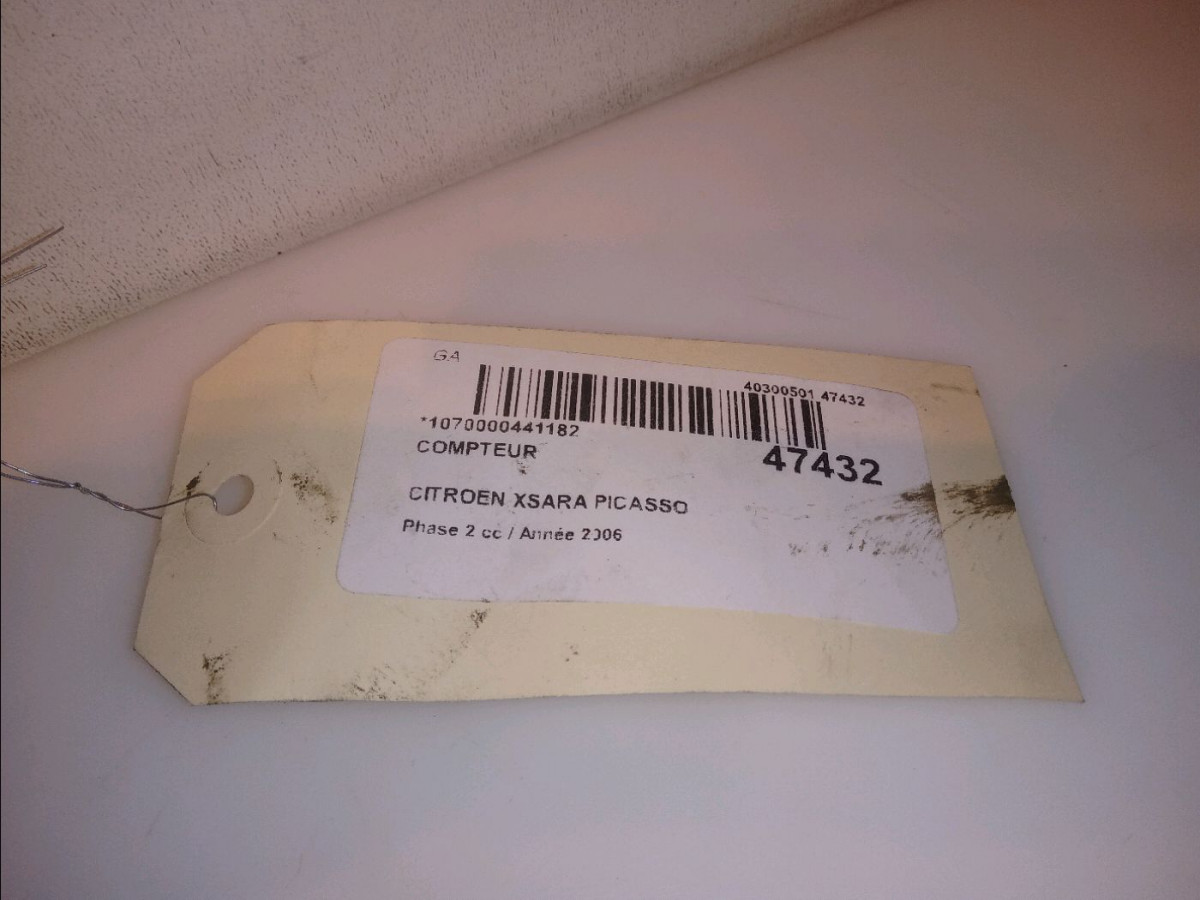 GA
40300501 47432
*1070000441182
COMPTEUR
47432
CITROEN XSARA PICASSO
Phase 2 cc / Année 2006